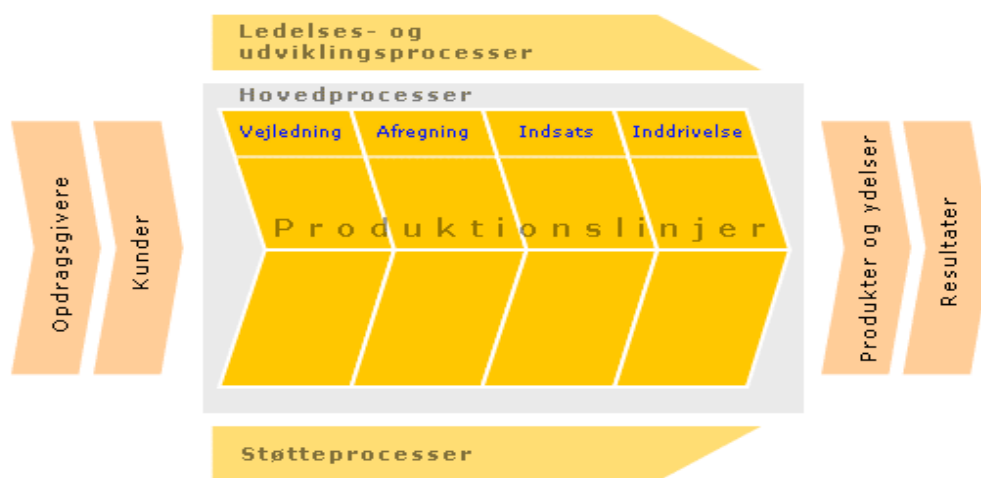 Ledelses- og
udviklingsprocesser
Hovedprocesser
Vejledning
Afregning
Indsats
Inddrivelse
Produktionslinjer
Opdragsgivere
Kunder
Produkter og ydelser
Resultater
Støtteprocesser